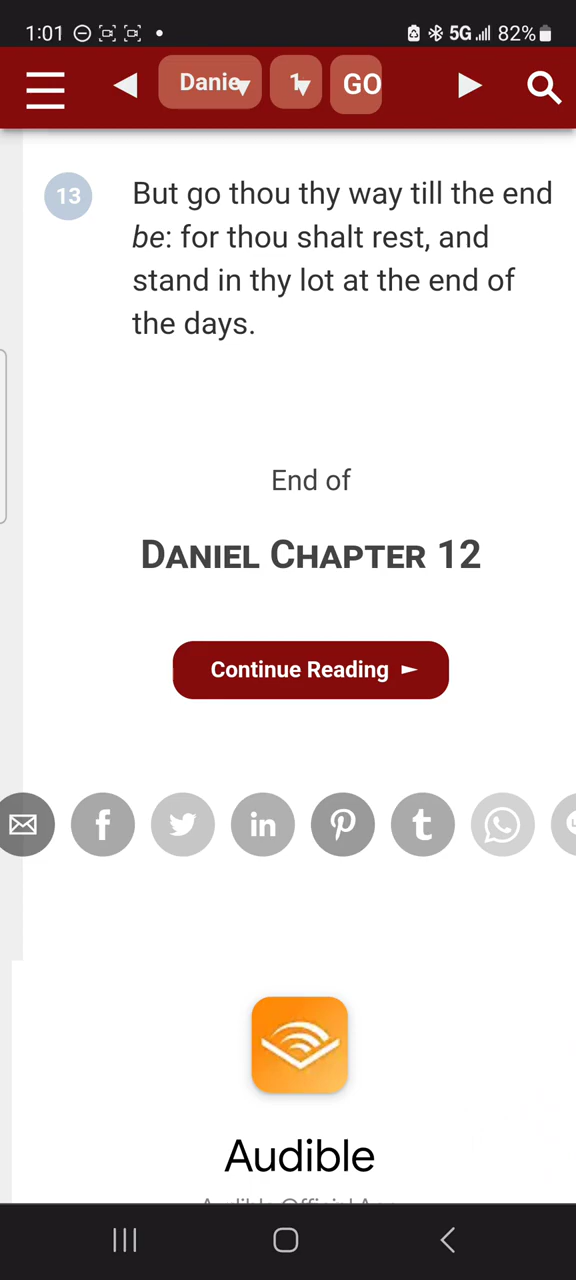 1:01 5G 82%
Danie 1 GO
13 But go thou thy way till the end
be: for thou shalt rest, and
stand in thy lot at the end of
the days.
End of
DANIEL CHAPTER 12
Continue Reading
f in t
Audible